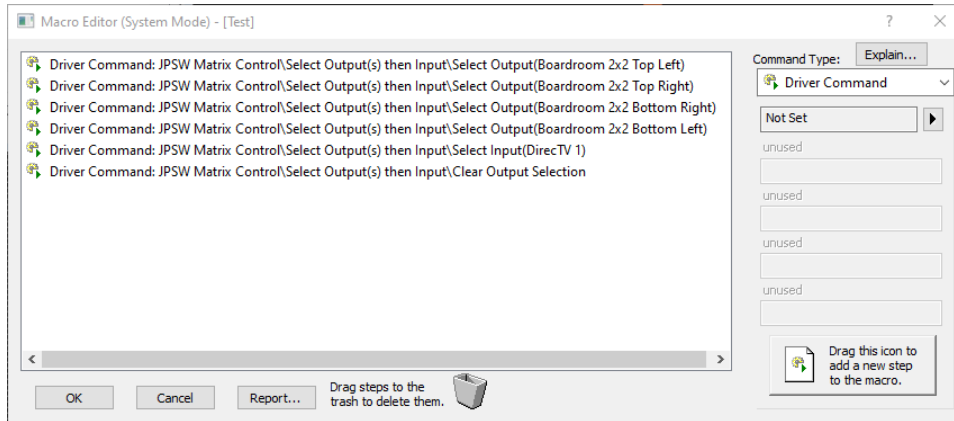 Macro Editor (System Mode) - [Test]
?
Driver Command: JPSW Matrix Control\Select Output(s) then Input\Select Output(Boardroom 2x2 Top Left)
Driver Command: JPSW Matrix Control\Select Output(s) then Input\Select Output(Boardroom 2x2 Top Right)
Driver Command: JPSW Matrix Control\Select Output(s) then Input\Select Output(Boardroom 2x2 Bottom Right)
Driver Command: JPSW Matrix Control\Select Output(s) then Input\Select Output(Boardroom 2x2 Bottom Left)
Driver Command: JPSW Matrix Control\Select Output(s) then Input\Select Input(DirecTV 1)
Driver Command: JPSW Matrix Control\Select Output(s) then Input\Clear Output Selection
Command Type:
Explain...
Driver Command
Not Set
unused
unused
unused
unused
Drag this icon to
add a new step
to the macro.
OK
Cancel
Report...
Drag steps to the
trash to delete them.